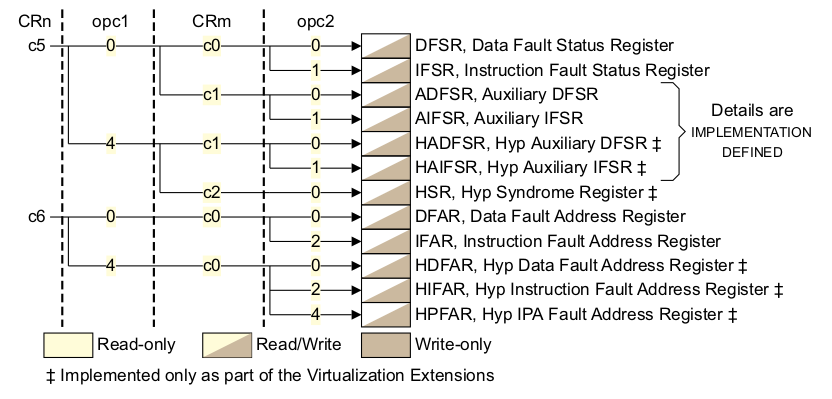 CRn opc1 CRm opc2
c5 0 c0 0 DFSR, Data Fault Status Register
1 IFSR, Instruction Fault Status Register
c1 0 ADFSR, Auxiliary DFSR
1 AIFSR, Auxiliary IFSR
4 c1 0 HADFSR, Hyp Auxiliary DFSR ‡
1 HAIFSR, Hyp Auxiliary IFSR ‡
Details are
IMPLEMENTATION
DEFINED
c2 0 HSR, Hyp Syndrome Register ‡
c6 0 c0 0 DFAR, Data Fault Address Register
2 IFAR, Instruction Fault Address Register
4 c0 0 HDFAR, Hyp Data Fault Address Register ‡
2 HIFAR, Hyp Instruction Fault Address Register ‡
4 HPFAR, Hyp IPA Fault Address Register ‡
Read-only Read/Write Write-only
‡ Implemented only as part of the Virtualization Extensions